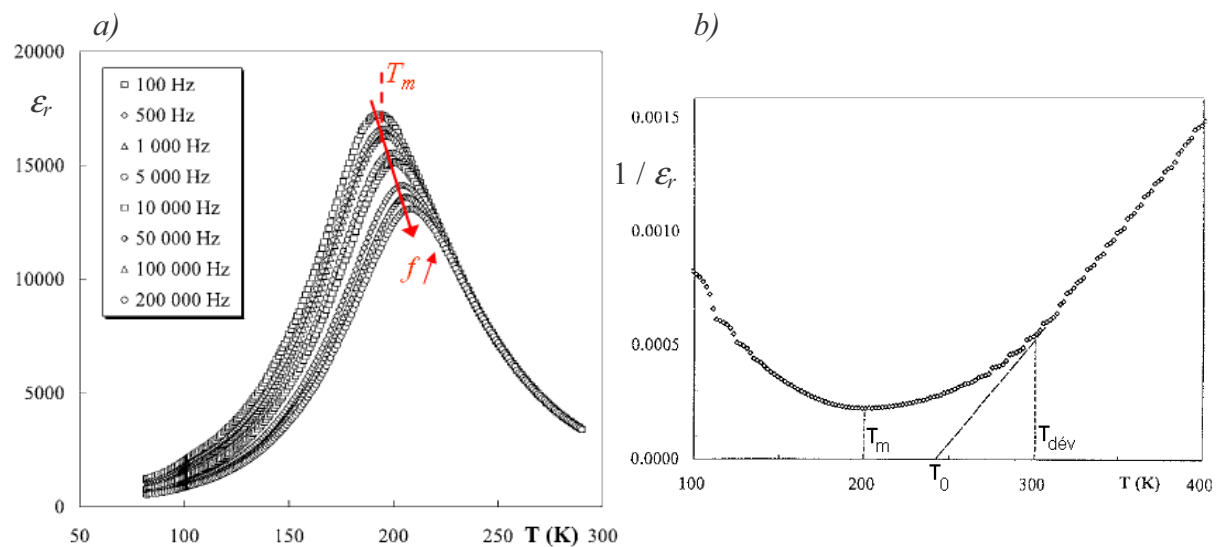 a)
20000
15000
10000
5000
0
εr
100 Hz
500 Hz
1 000 Hz
5 000 Hz
10 000 Hz
50 000 Hz
100 000 Hz
200 000 Hz
Tm
f
50 100 150 200 250 300
T (K)
b)
0.0015
0.0010
0.0005
0.0000
1 / εr
Tm
T0
Tdév
100 200 300 T (K) 400